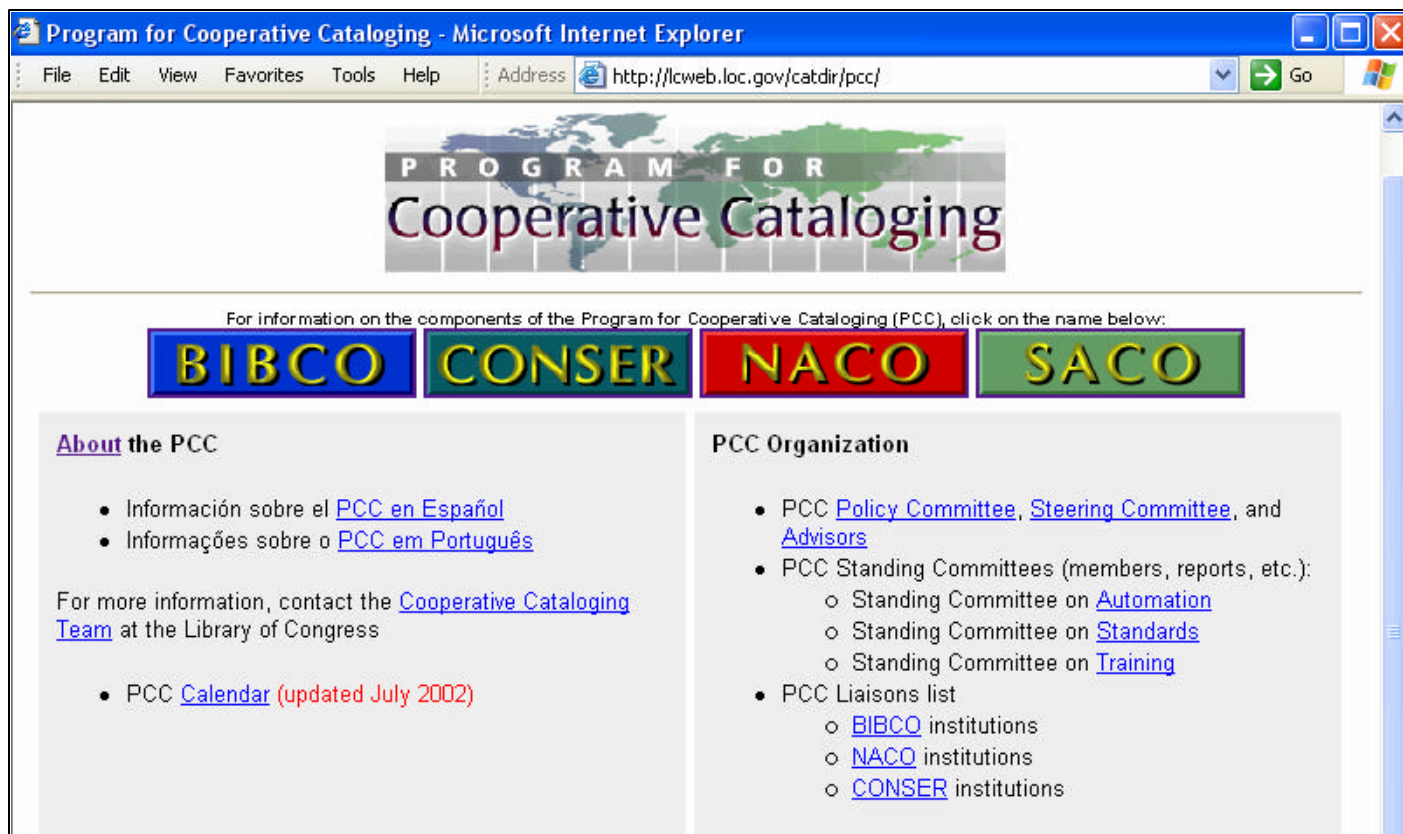 Program for Cooperative Cataloging - Microsoft Internet Explorer
File Edit View Favorites Tools Help Address http://lcweb.loc.gov/catdir/pcc/ Go
PROGRAM FOR
Cooperative Cataloging
For information on the components of the Program for Cooperative Cataloging (PCC), click on the name below:
BIBCO CONSER NACO SACO
About the PCC
• Información sobre el PCC en Español
• Informações sobre o PCC em Português
For more information, contact the Cooperative Cataloging
Team at the Library of Congress
• PCC Calendar (updated July 2002)
PCC Organization
• PCC Policy Committee, Steering Committee, and
Advisors
• PCC Standing Committees (members, reports, etc.):
o Standing Committee on Automation
o Standing Committee on Standards
o Standing Committee on Training
• PCC Liaisons list
o BIBCO institutions
o NACO institutions
o CONSER institutions